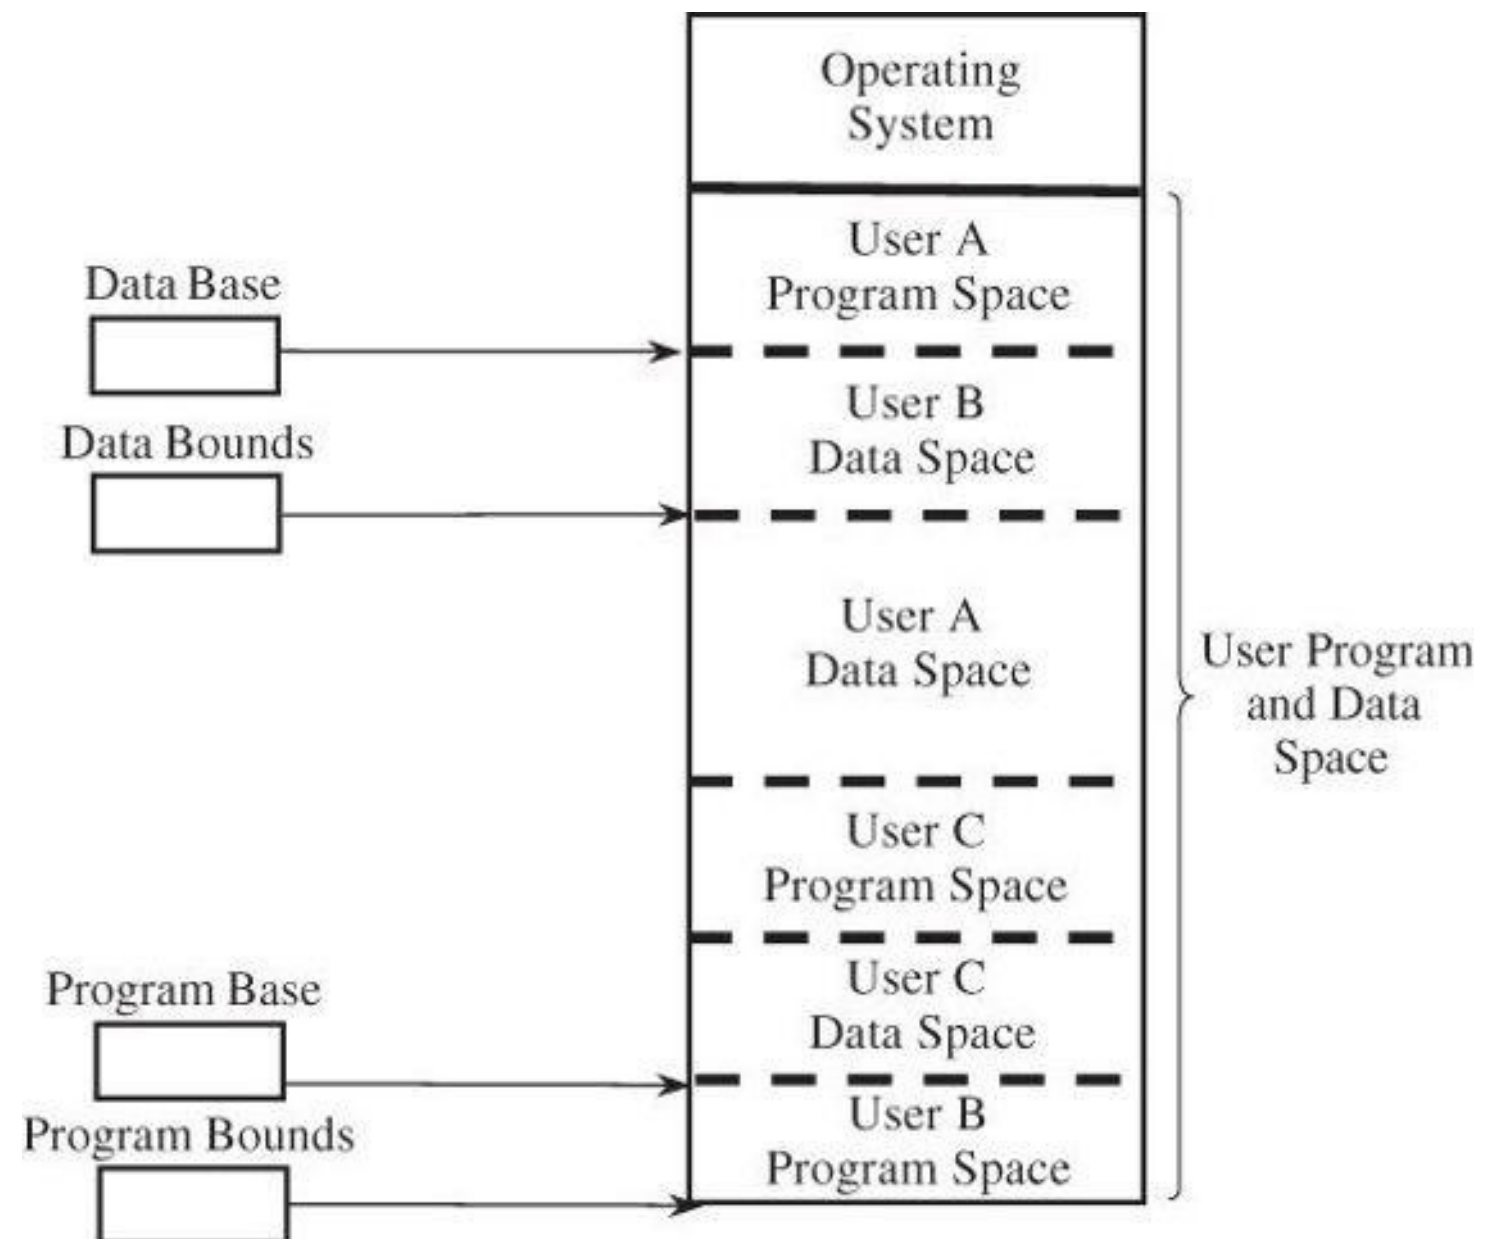 Operating
System
User A
Program Space
Data Base
User B
Data Space
Data Bounds
User A
Data Space
User Program
and Data
Space
User C
Program Space
User C
Data Space
Program Base
User B
Program Space
Program Bounds